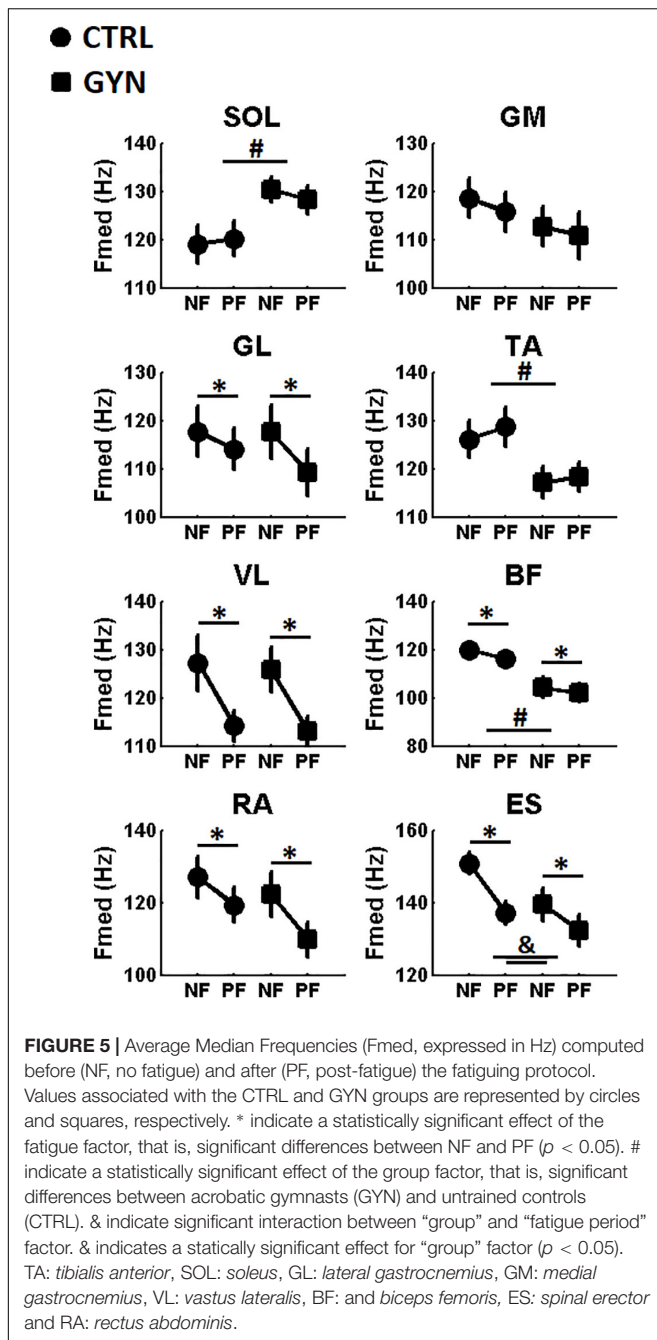 CTRL
GYN
SOL
GM
Fmed (Hz)
140
130
120
110
NF PF NF PF
#
Fmed (Hz)
130
120
110
100
NF PF NF PF
GL
TA
Fmed (Hz)
130
120
110
100
NF PF NF PF
* *
Fmed (Hz)
140
130
120
110
NF PF NF PF
#
VL
BF
Fmed (Hz)
140
130
120
110
NF PF NF PF
* *
Fmed (Hz)
140
120
100
80
NF PF NF PF
* *
#
RA
ES
Fmed (Hz)
140
120
100
NF PF NF PF
* *
Fmed (Hz)
160
140
120
NF PF NF PF
* *
&
FIGURE 5 | Average Median Frequencies (Fmed, expressed in Hz) computed
before (NF, no fatigue) and after (PF, post-fatigue) the fatiguing protocol.
Values associated with the CTRL and GYN groups are represented by circles
and squares, respectively. * indicate a statistically significant effect of the
fatigue factor, that is, significant differences between NF and PF (p < 0.05). #
indicate a statistically significant effect of the group factor, that is, significant
differences between acrobatic gymnasts (GYN) and untrained controls
(CTRL). & indicate significant interaction between “group” and “fatigue period”
factor. & indicates a statically significant effect for “group” factor (p < 0.05).
TA: tibialis anterior, SOL: soleus, GL: lateral gastrocnemius, GM: medial
gastrocnemius, VL: vastus lateralis, BF: and biceps femoris, ES: spinal erector
and RA: rectus abdominis.